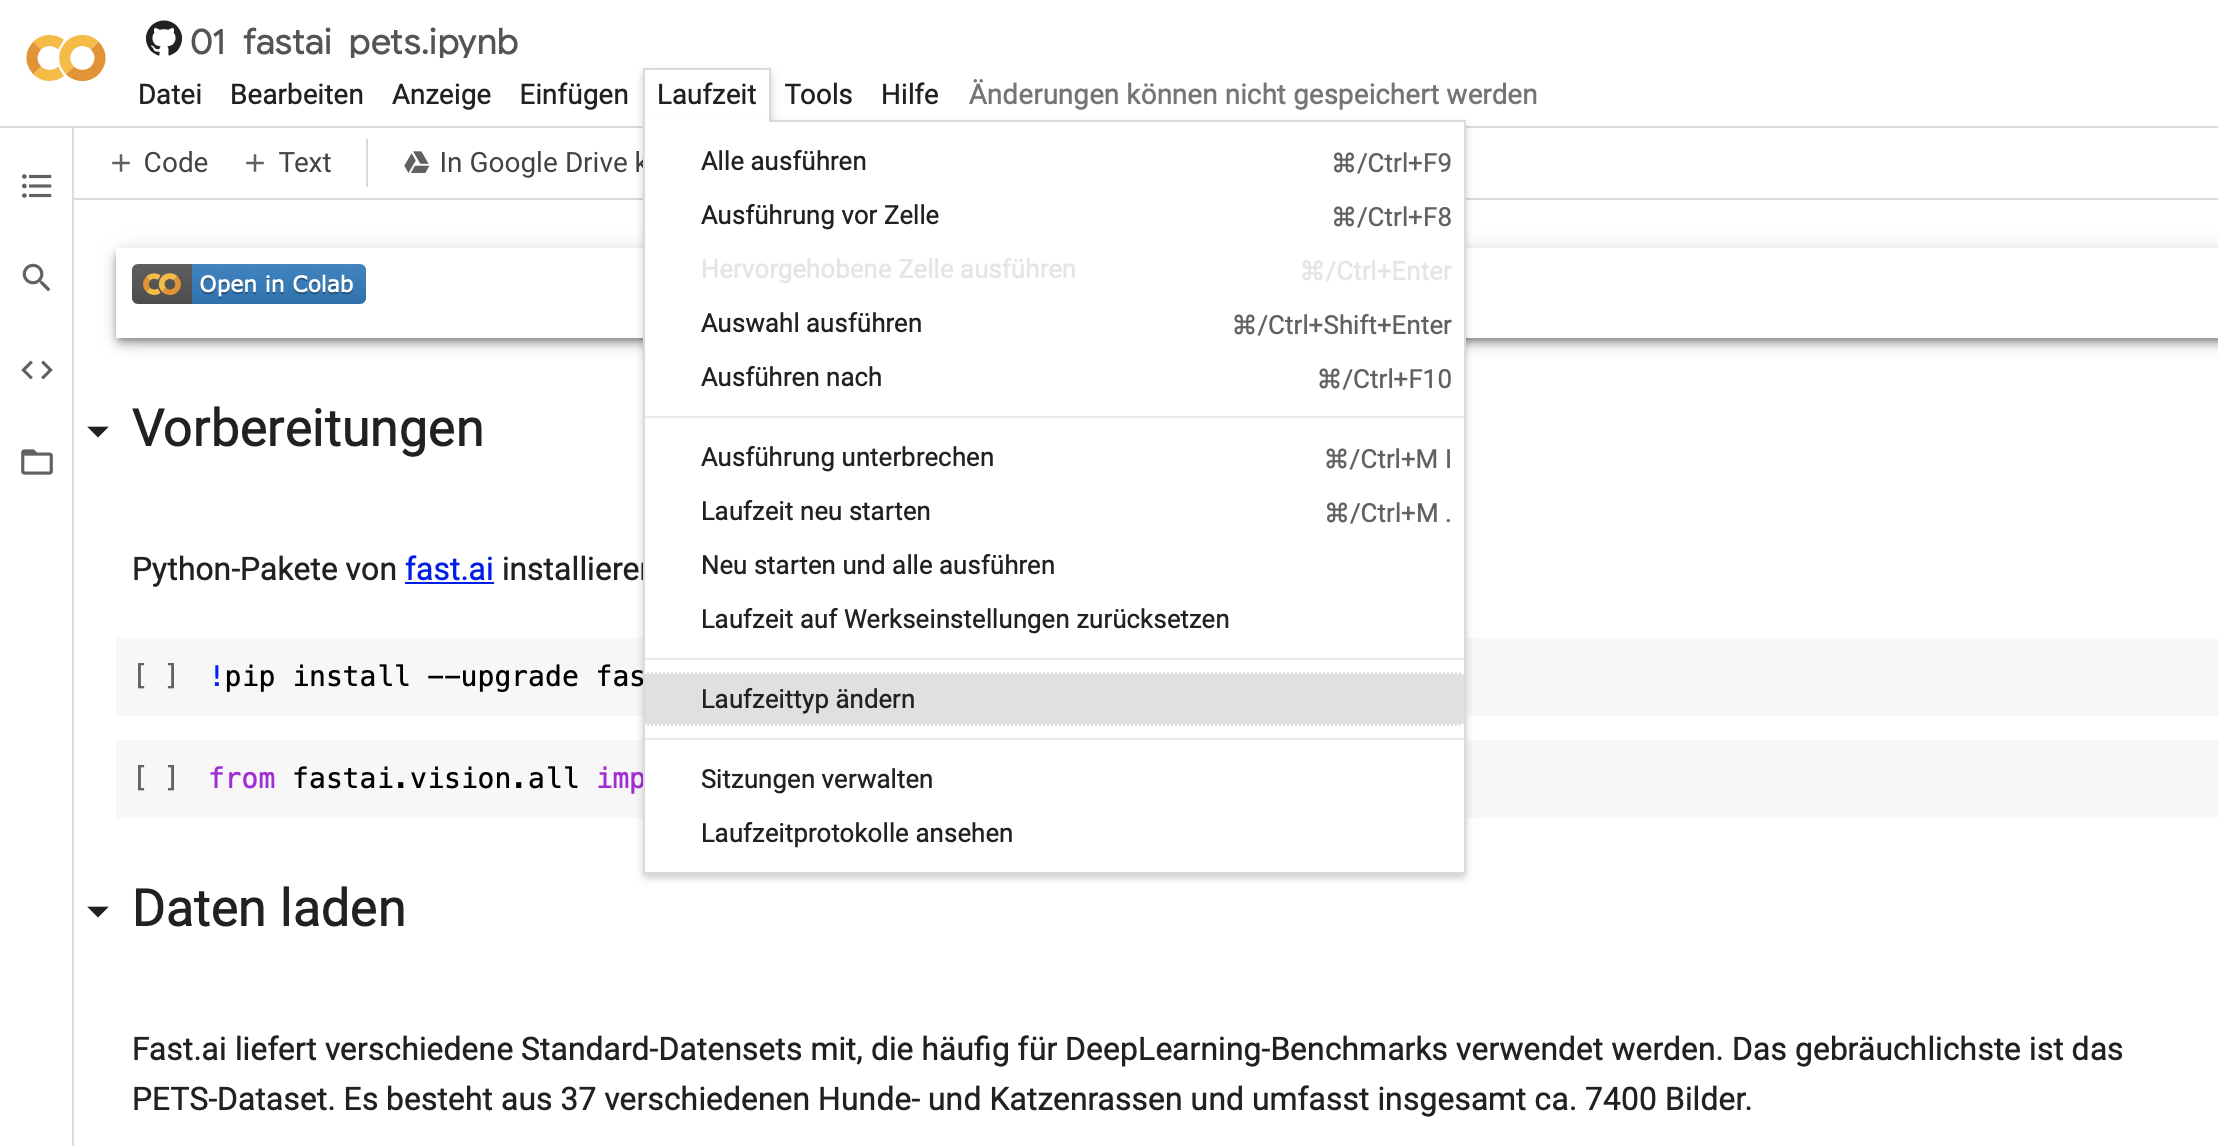 01 fastai pets.ipynb
Datei Bearbeiten Anzeige Einfügen Laufzeit Tools Hilfe Änderungen können nicht gespeichert werden
+ Code + Text In Google Drive
Alle ausführen ⌘/Ctrl+F9
Ausführung vor Zelle ⌘/Ctrl+F8
Hervorgehobene Zelle ausführen ⌘/Ctrl+Enter
Auswahl ausführen ⌘/Ctrl+Shift+Enter
Ausführen nach ⌘/Ctrl+F10
Ausführung unterbrechen ⌘/Ctrl+M I
Laufzeit neu starten ⌘/Ctrl+M .
Neu starten und alle ausführen
Laufzeit auf Werkseinstellungen zurücksetzen
Laufzeittyp ändern
Sitzungen verwalten
Laufzeitprotokolle ansehen
Open in Colab
Vorbereitungen
Python-Pakete von fast.ai installieren
[ ] !pip install --upgrade fas
[ ] from fastai.vision.all imp
Daten laden
Fast.ai liefert verschiedene Standard-Datensets mit, die häufig für DeepLearning-Benchmarks verwendet werden. Das gebräuchlichste ist das
PETS-Dataset. Es besteht aus 37 verschiedenen Hunde- und Katzenrassen und umfasst insgesamt ca. 7400 Bilder.